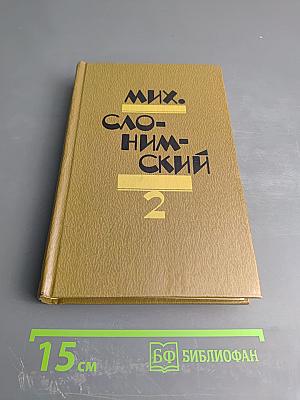 МИХ.
СЛО-
НИМ-
СКИЙ
2
15 см
БФ БИБЛИОФАН